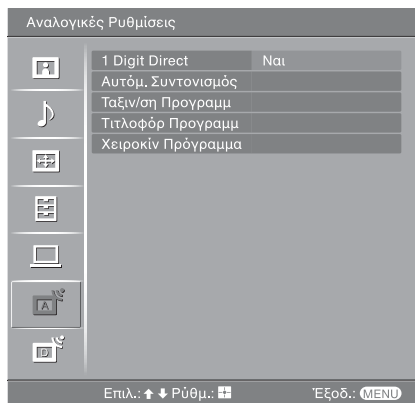 Αναλογικές Ρυθμίσεις
1 Digit Direct Ναι
Αυτόμ. Συντονισμός
Ταξιν/ση Προγραμμ
Τιτλοφόρ Προγραμμ
Χειροκίν Πρόγραμμα
A
D
Επιλ.: Ρύθμ.: Έξοδ.: MENU